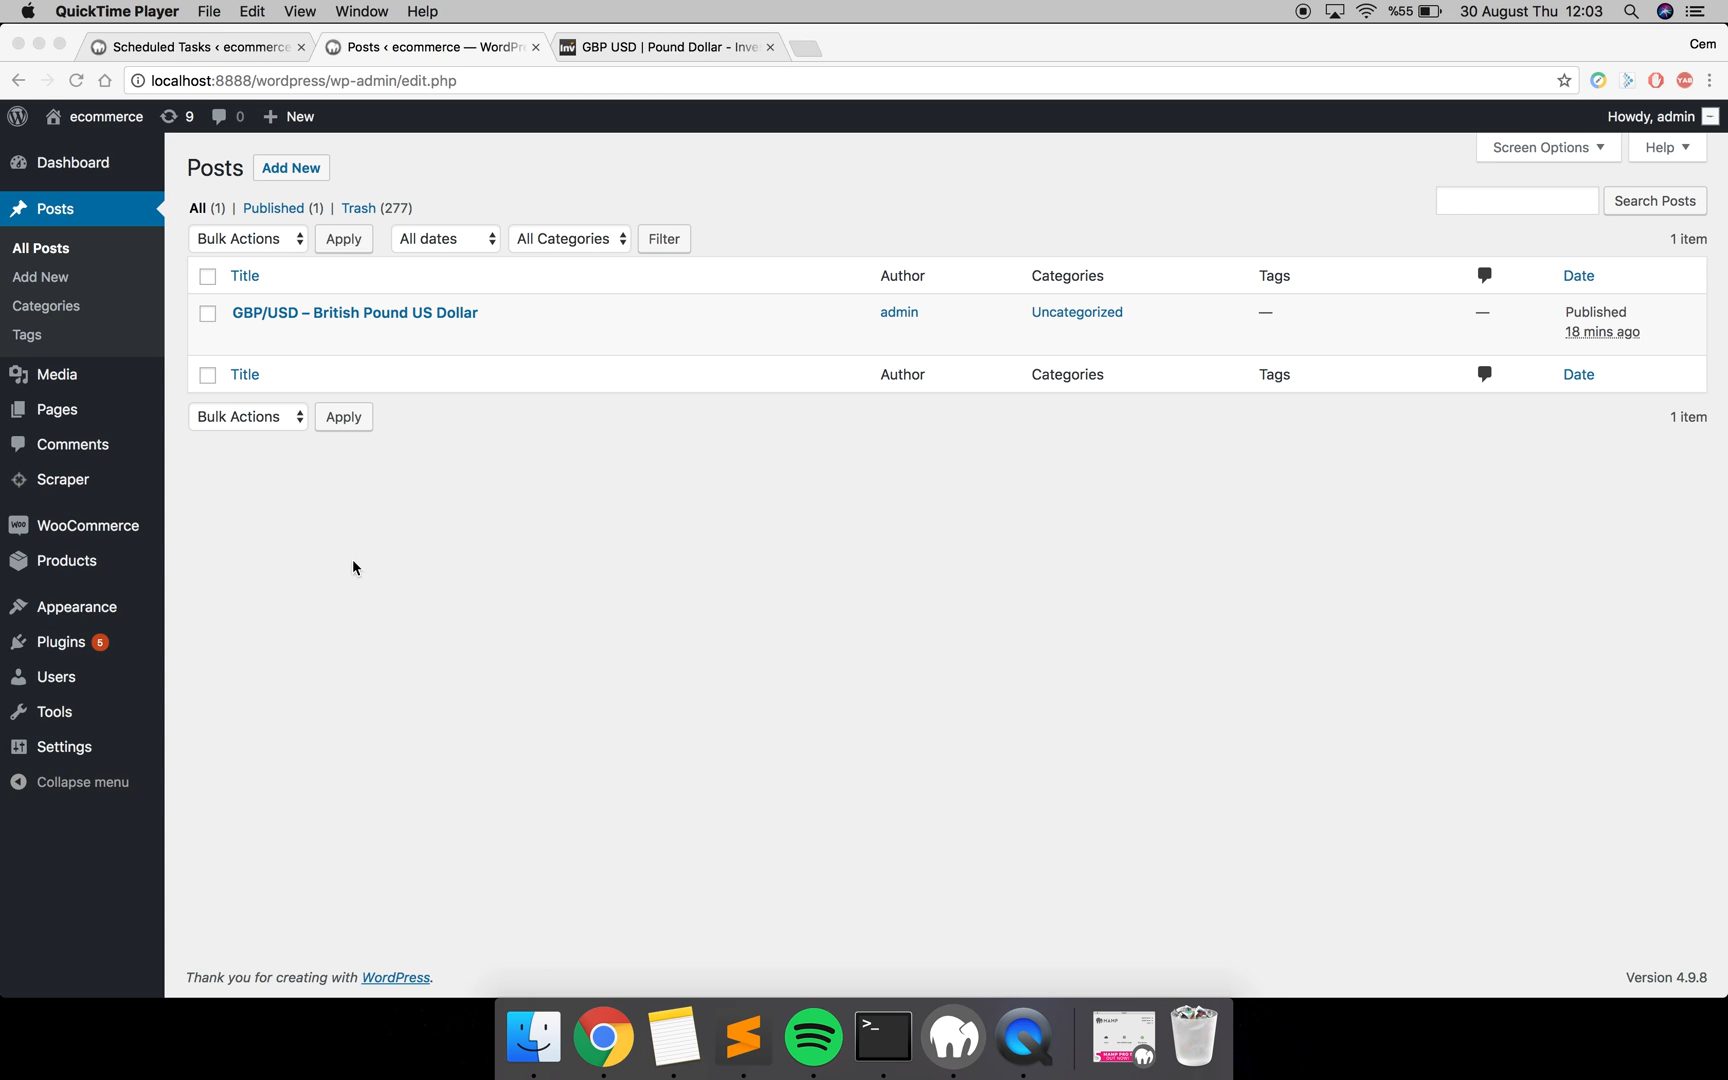 QuickTime Player File Edit View Window Help %55 30 August Thu 12:03
Scheduled Tasks ‹ ecommerce Posts ‹ ecommerce — WordPr GBP USD | Pound Dollar - Inve Cem
localhost:8888/wordpress/wp-admin/edit.php
ecommerce 9 0 + New Howdy, admin
Dashboard
Posts
All Posts
Add New
Categories
Tags
Media
Pages
Comments
Scraper
WooCommerce
Products
Appearance
Plugins 5
Users
Tools
Settings
Collapse menu
Screen Options Help
Posts Add New
All (1) | Published (1) | Trash (277)
Search Posts
Bulk Actions Apply All dates All Categories Filter 1 item
Title Author Categories Tags Date
GBP/USD – British Pound US Dollar admin Uncategorized — — Published
18 mins ago
Title Author Categories Tags Date
Bulk Actions Apply 1 item
Thank you for creating with WordPress. Version 4.9.8